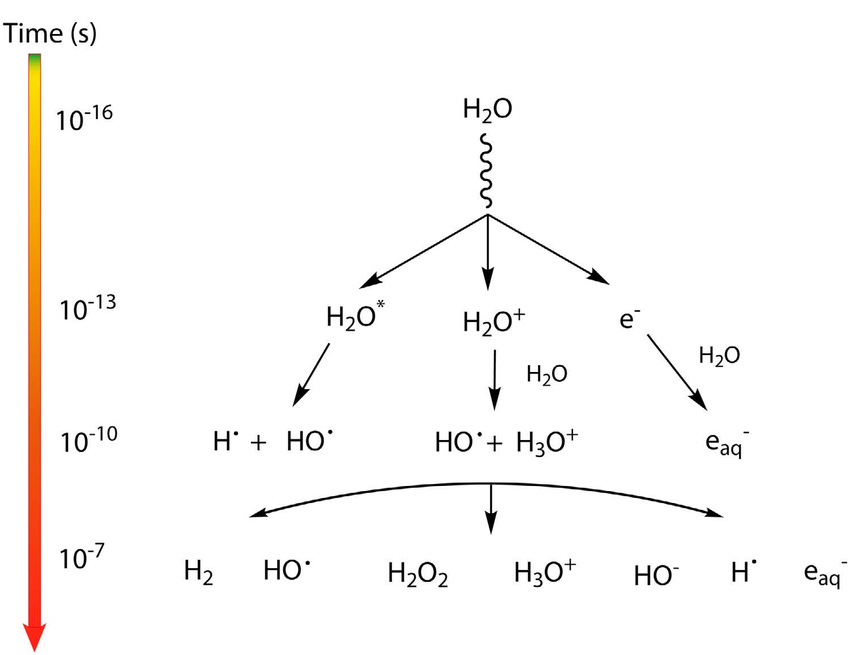 Time (s)
H₂O
10⁻¹⁶
10⁻¹³
H₂O*
H₂O⁺
e⁻
H₂O
H₂O
10⁻¹⁰
H• + HO•
HO•+ H₃O⁺
eaq⁻
10⁻⁷
H₂ HO• H₂O₂ H₃O⁺ HO⁻ H• eaq⁻